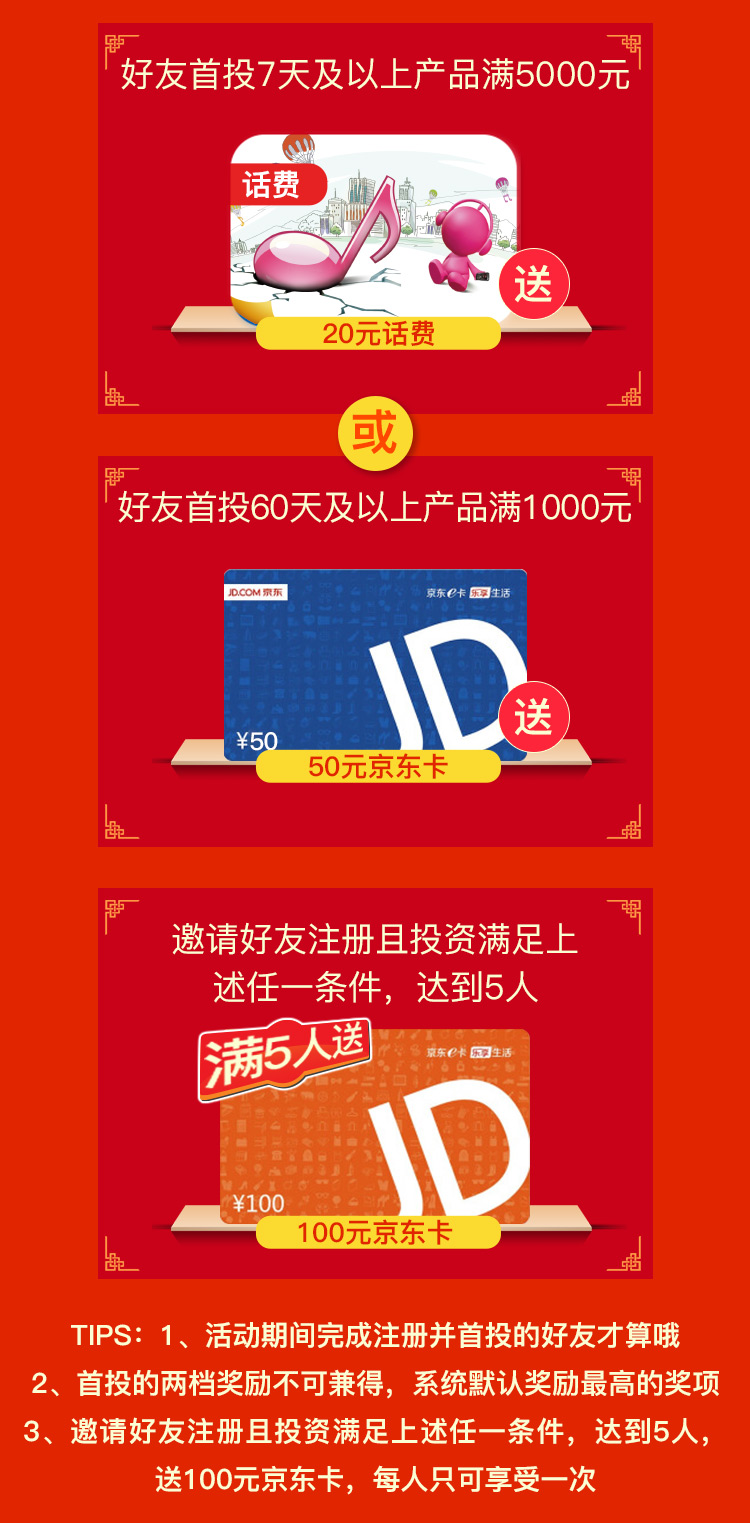 好友首投7天及以上产品满5000元
话费
送
20元话费
或
好友首投60天及以上产品满1000元
JD.COM 京东
京东e卡 乐享生活
JD
¥50
送
50元京东卡
邀请好友注册且投资满足上
述任一条件，达到5人
满5人送
京东e卡 乐享生活
JD
¥100
100元京东卡
TIPS：1、活动期间完成注册并首投的好友才算哦
2、首投的两档奖励不可兼得，系统默认奖励最高的奖项
3、邀请好友注册且投资满足上述任一条件，达到5人，
送100元京东卡，每人只可享受一次